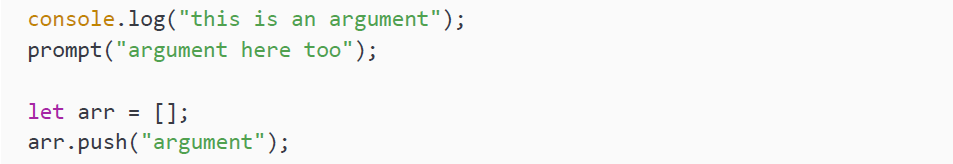 console.log("this is an argument");
prompt("argument here too");

let arr = [];
arr.push("argument");